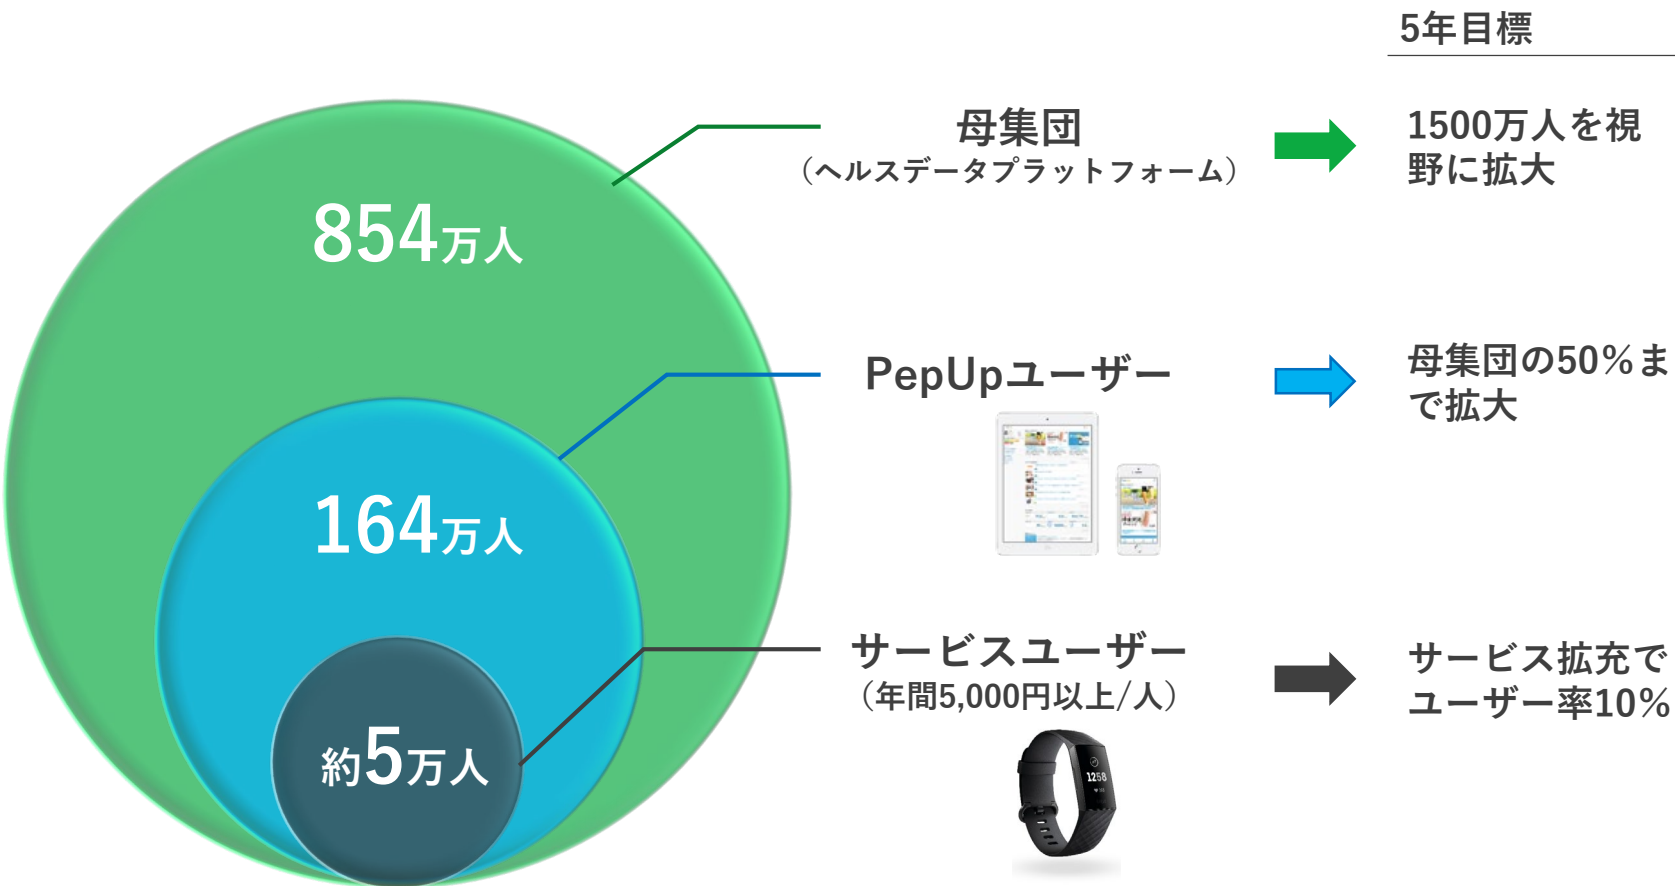 5年目標
母集団
（ヘルスデータプラットフォーム）
1500万人を視
野に拡大
854万人
PepUpユーザー
母集団の50%ま
で拡大
164万人
サービスユーザー
（年間5,000円以上/人）
サービス拡充で
ユーザー率10%
約5万人
1258